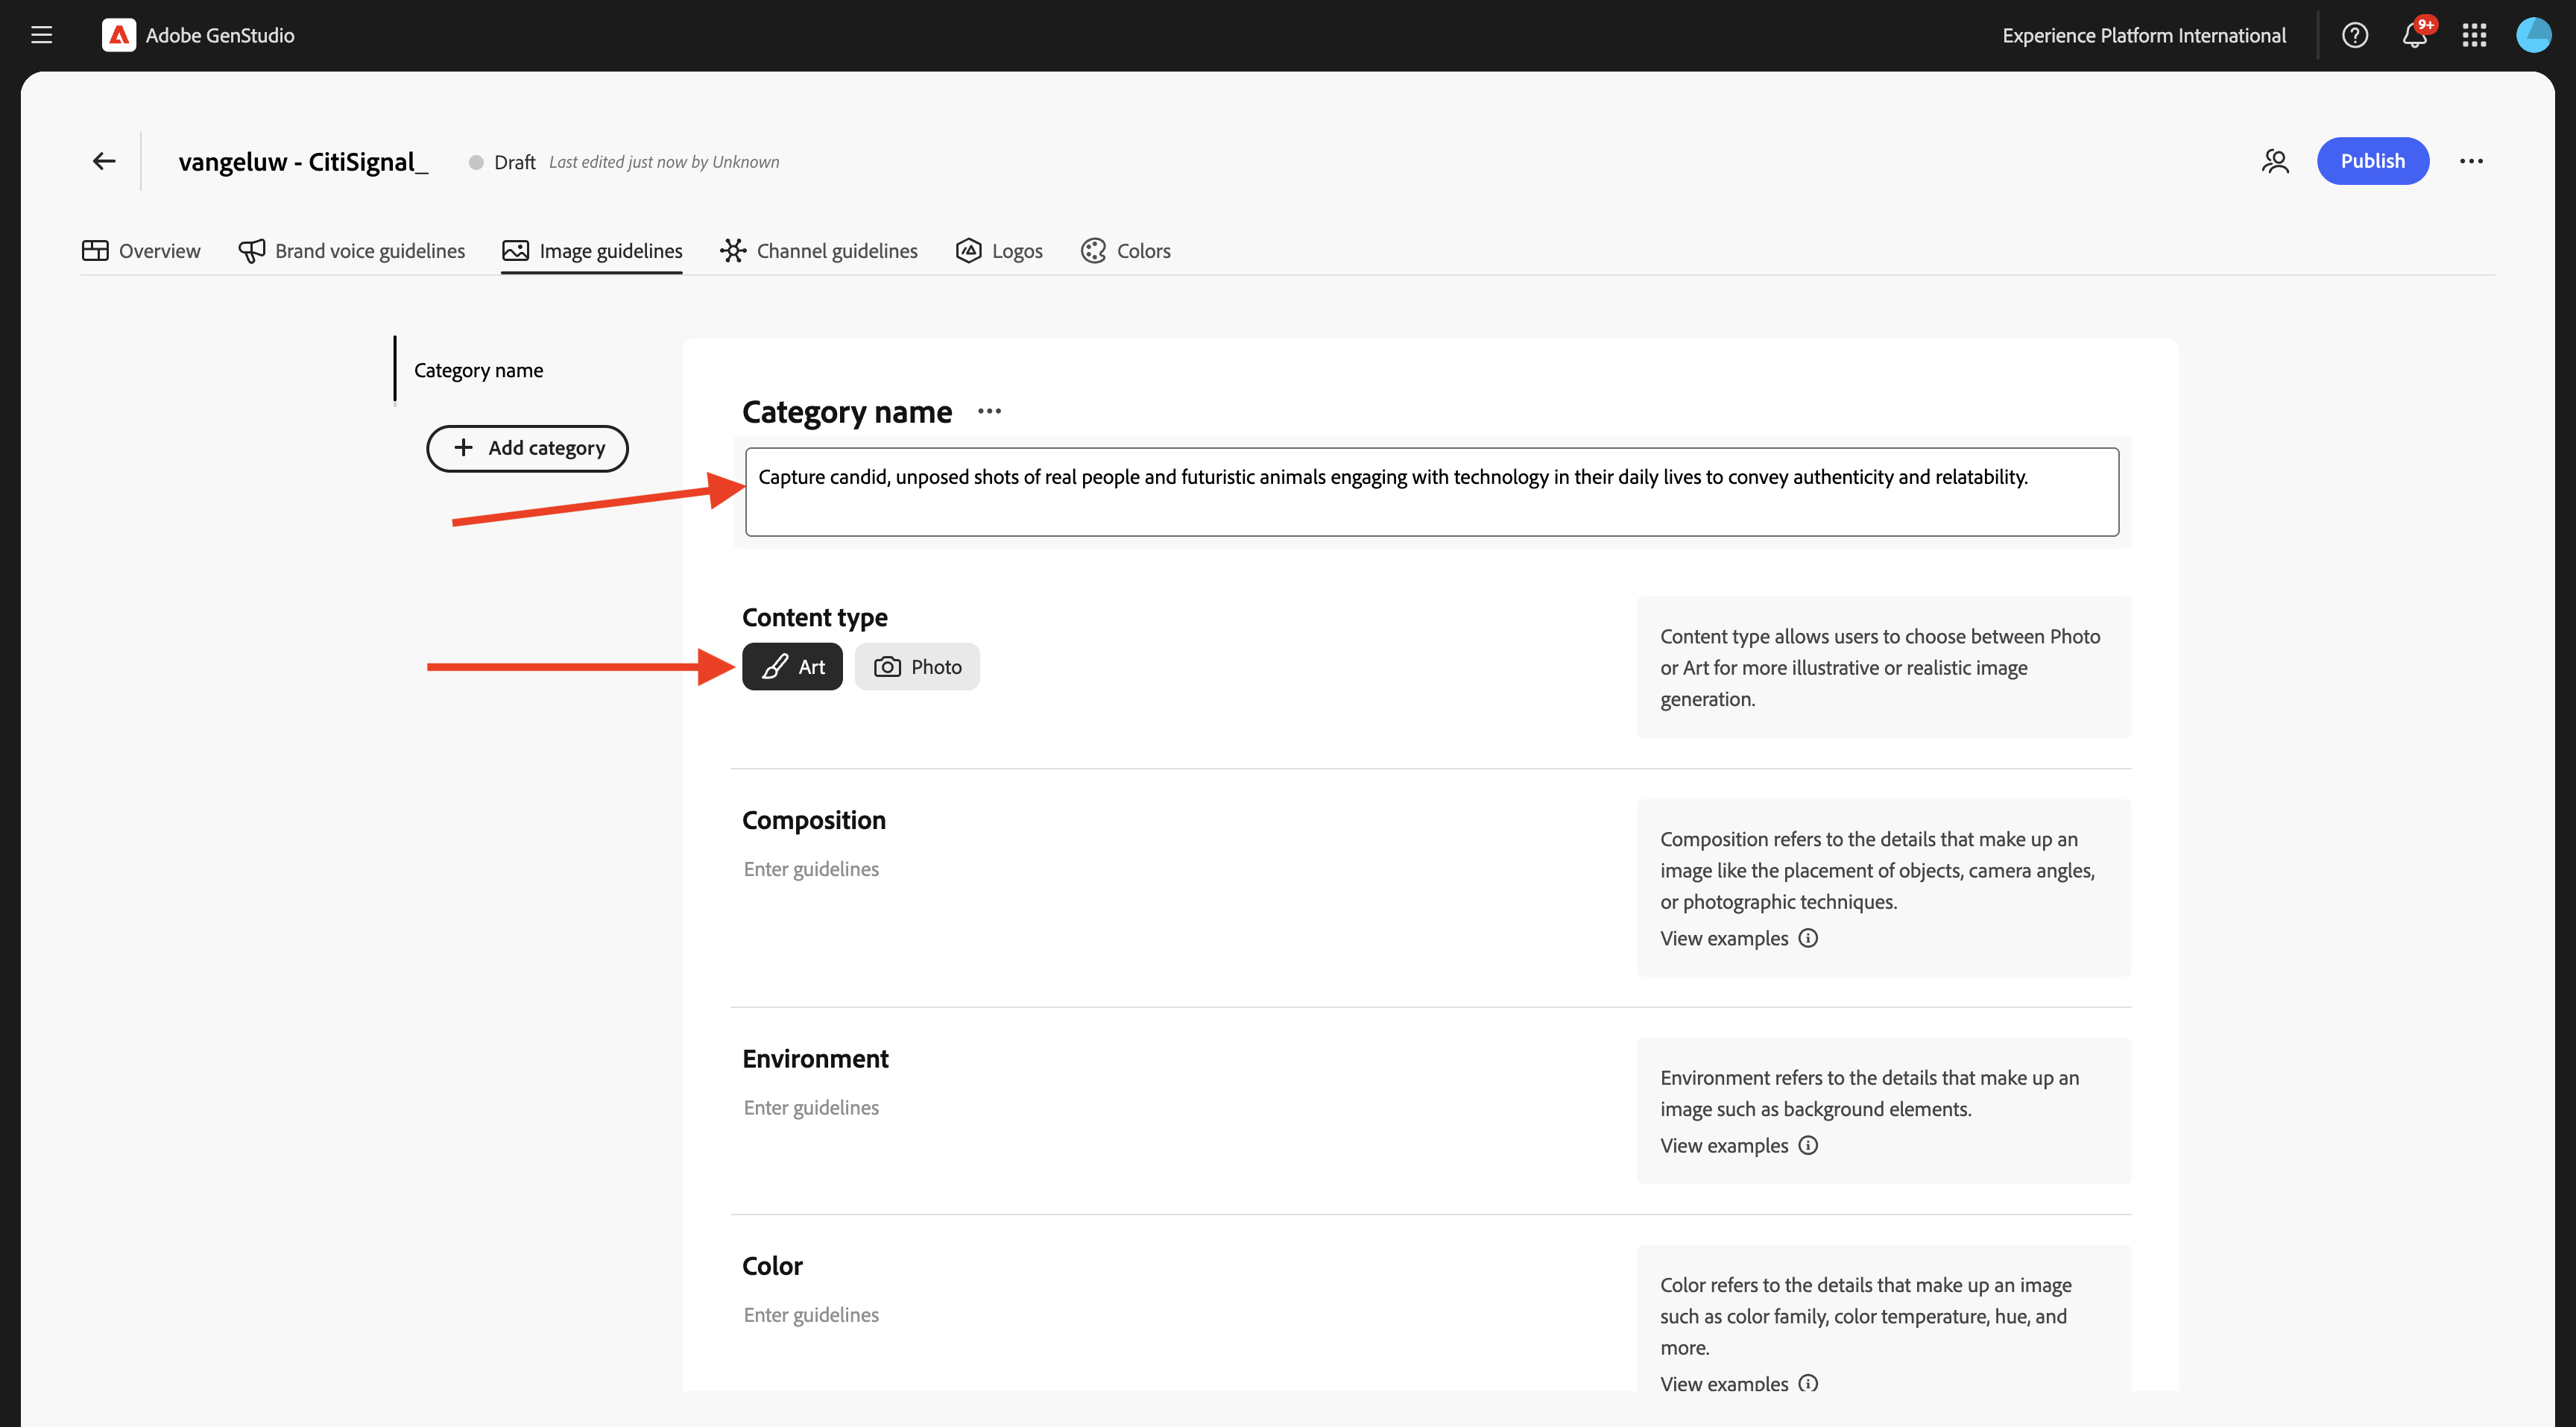 Adobe GenStudio
Experience Platform International
9+
vangeluw - CitiSignal_
Draft
Last edited just now by Unknown
Publish
Overview
Brand voice guidelines
Image guidelines
Channel guidelines
Logos
Colors
Category name
Add category
Category name
Capture candid, unposed shots of real people and futuristic animals engaging with technology in their daily lives to convey authenticity and relatability.
Content type
Art
Photo
Content type allows users to choose between Photo
or Art for more illustrative or realistic image
generation.
Composition
Enter guidelines
Composition refers to the details that make up an
image like the placement of objects, camera angles,
or photographic techniques.
View examples
Environment
Enter guidelines
Environment refers to the details that make up an
image such as background elements.
View examples
Color
Enter guidelines
Color refers to the details that make up an image
such as color family, color temperature, hue, and
more.
View examples